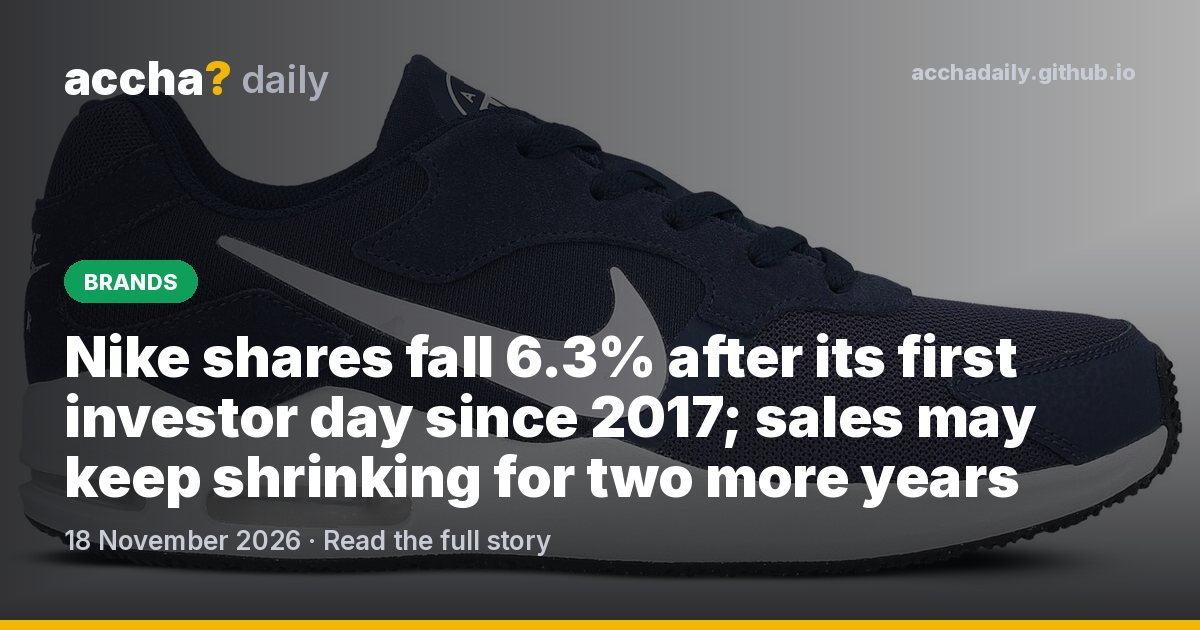 accha? daily
acchadaily.github.io
BRANDS
Nike shares fall 6.3% after its first
investor day since 2017; sales may
keep shrinking for two more years
18 November 2026 · Read the full story